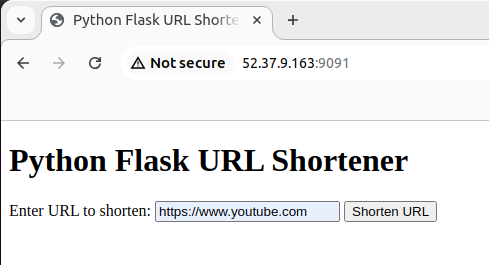 Python Flask URL Shorte
Not secure 52.37.9.163:9091
Python Flask URL Shortener
Enter URL to shorten: https://www.youtube.com Shorten URL